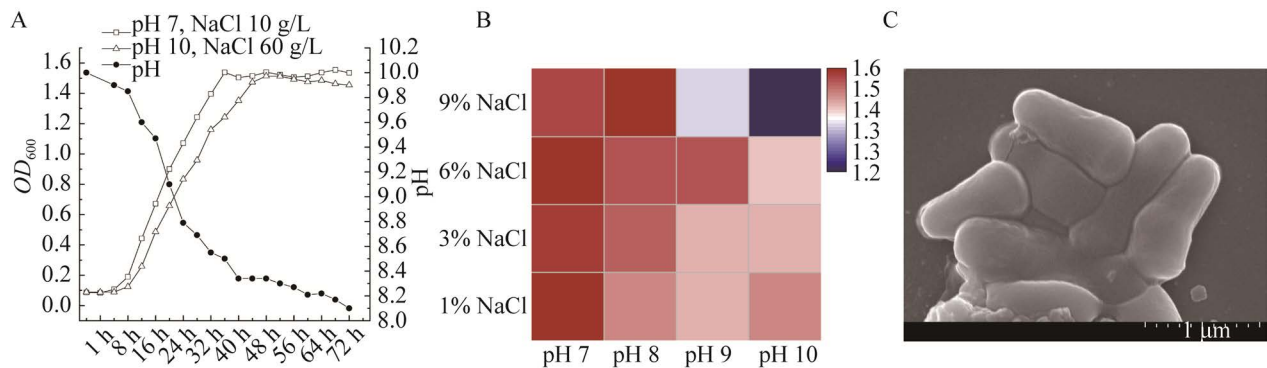 A
pH 7, NaCl 10 g/L
pH 10, NaCl 60 g/L
pH
OD600
1.6
1.4
1.2
1.0
0.8
0.6
0.4
0.2
0.0
10.2
10.0
9.8
9.6
9.4
9.2
9.0
8.8
8.6
8.4
8.2
8.0
pH
1 h
8 h
16 h
24 h
32 h
40 h
48 h
56 h
64 h
72 h
B
9% NaCl
6% NaCl
3% NaCl
1% NaCl
pH 7 pH 8 pH 9 pH 10
1.6
1.5
1.4
1.3
1.3
1.2
C
1 μm